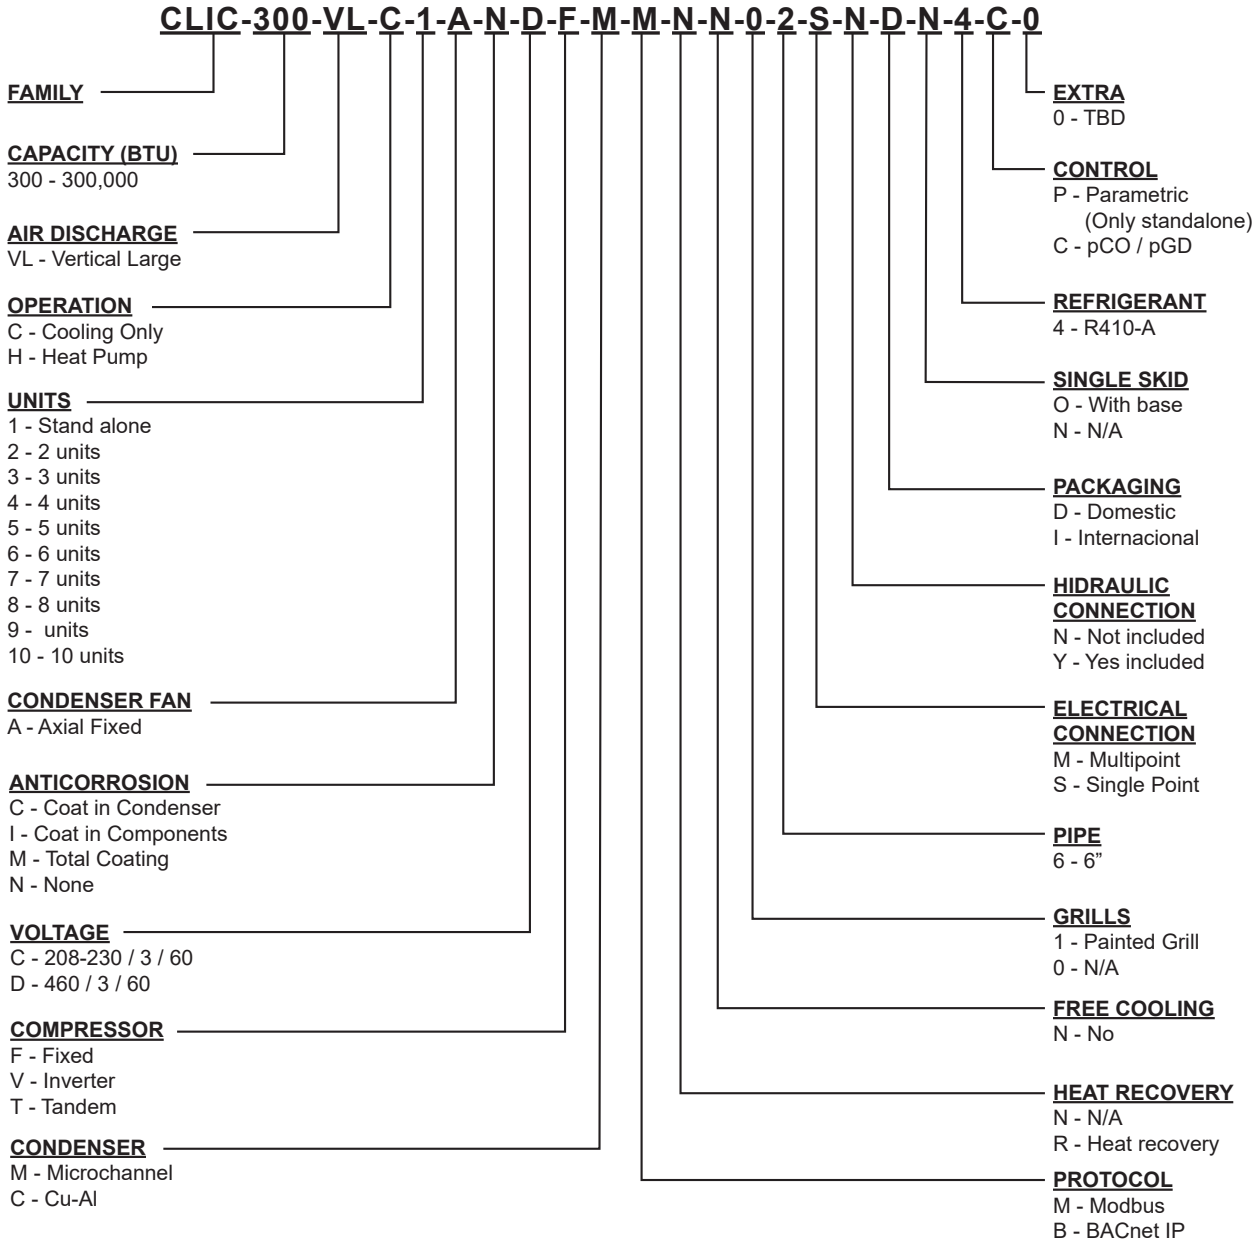 CLIC-300-VL-C-1-A-N-D-F-M-M-N-N-0-2-S-N-D-N-4-C-0
FAMILY
CAPACITY (BTU)
300 - 300,000
AIR DISCHARGE
VL - Vertical Large
OPERATION
C - Cooling Only
H - Heat Pump
UNITS
1 - Stand alone
2 - 2 units
3 - 3 units
4 - 4 units
5 - 5 units
6 - 6 units
7 - 7 units
8 - 8 units
9 -  units
10 - 10 units
CONDENSER FAN
A - Axial Fixed
ANTICORROSION
C - Coat in Condenser
I - Coat in Components
M - Total Coating
N - None
VOLTAGE
C - 208-230 / 3 / 60
D - 460 / 3 / 60
COMPRESSOR
F - Fixed
V - Inverter
T - Tandem
CONDENSER
M - Microchannel
C - Cu-Al
EXTRA
0 - TBD
CONTROL
P - Parametric
(Only standalone)
C - pCO / pGD
REFRIGERANT
4 - R410-A
SINGLE SKID
O - With base
N - N/A
PACKAGING
D - Domestic
I - Internacional
HIDRAULIC
CONNECTION
N - Not included
Y - Yes included
ELECTRICAL
CONNECTION
M - Multipoint
S - Single Point
PIPE
6 - 6”
GRILLS
1 - Painted Grill
0 - N/A
FREE COOLING
N - No
HEAT RECOVERY
N - N/A
R - Heat recovery
PROTOCOL
M - Modbus
B - BACnet IP